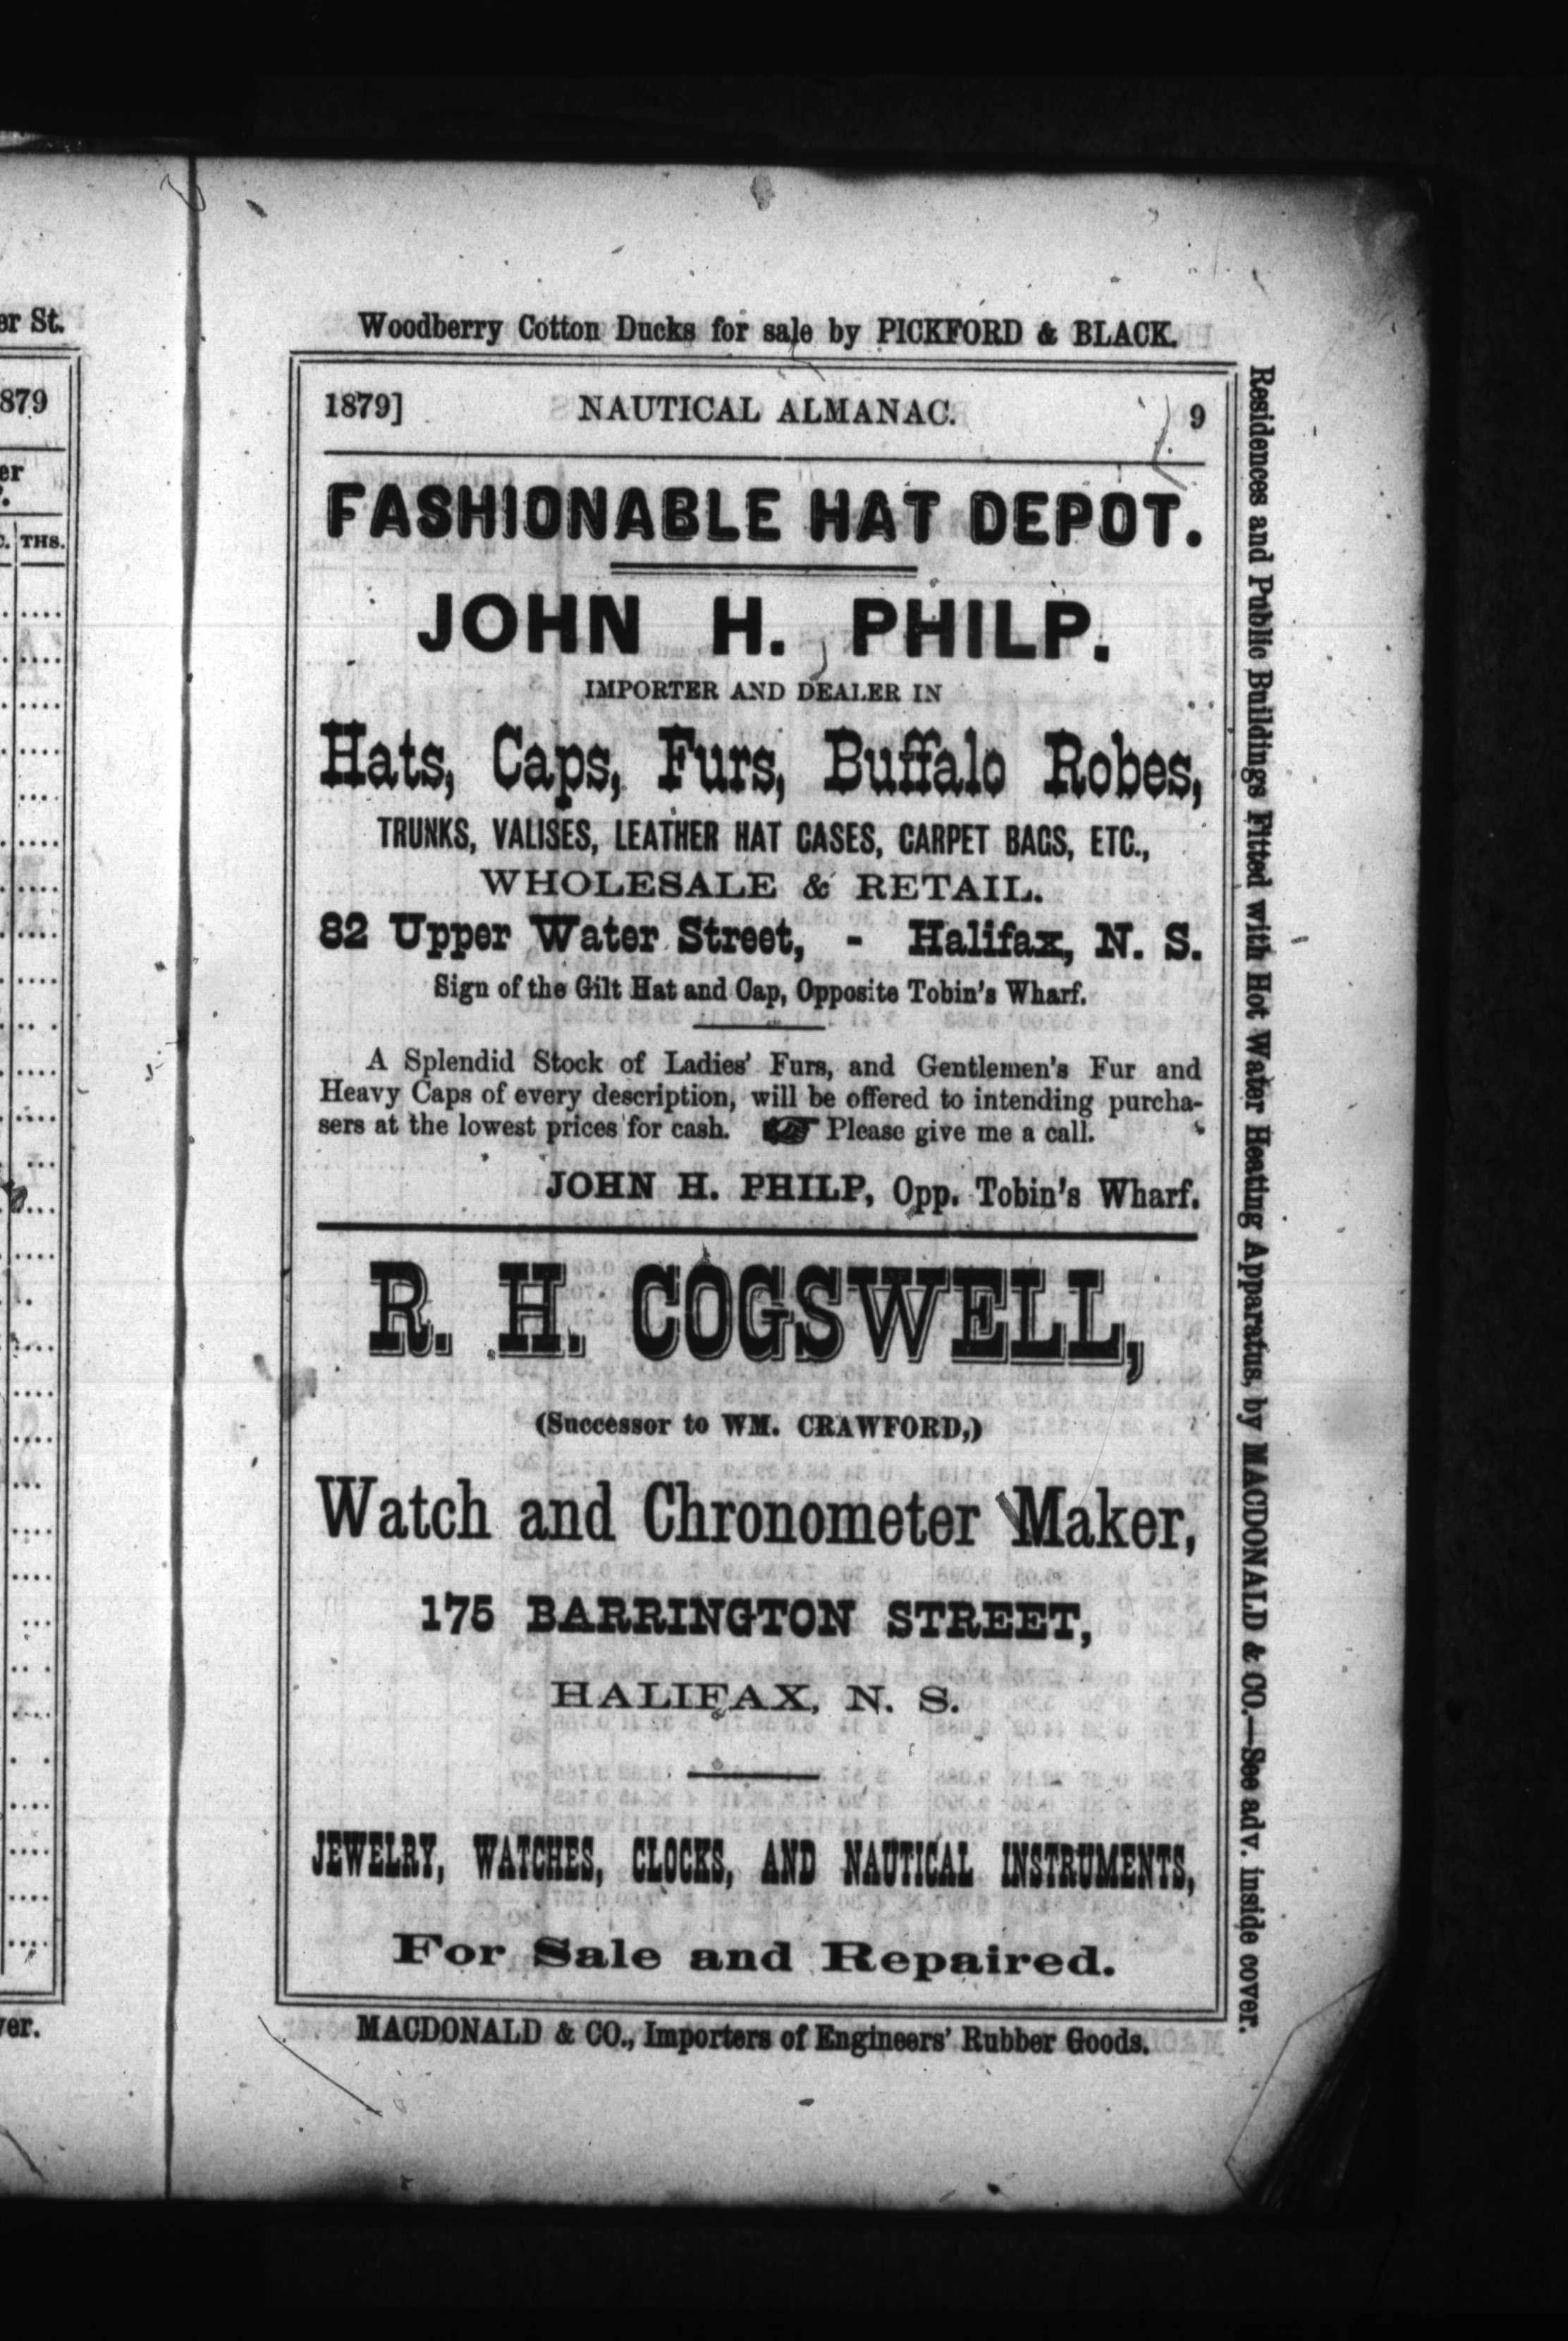 er St.
879
er
THS.
er.
Woodberry Cotton Ducks for sale by PICKFORD & BLACK.
1879] NAUTICAL ALMANAC. 9
FASHIONABLE HAT DEPOT.
JOHN H. PHILP.
IMPORTER AND DEALER IN
Hats, Caps, Furs, Buffalo Robes,
TRUNKS, VALISES, LEATHER HAT CASES, CARPET BAGS, ETC.,
WHOLESALE & RETAIL.
82 Upper Water Street, - Halifax, N. S.
Sign of the Gilt Hat and Cap, Opposite Tobin's Wharf.
A Splendid Stock of Ladies' Furs, and Gentlemen's Fur and
Heavy Caps of every description, will be offered to intending purcha-
sers at the lowest prices for cash. ☞ Please give me a call.
JOHN H. PHILP, Opp. Tobin's Wharf.
R. H. COGSWELL,
(Successor to WM. CRAWFORD,)
Watch and Chronometer Maker,
175 BARRINGTON STREET,
HALIFAX, N. S.
JEWELRY, WATCHES, CLOCKS, AND NAUTICAL INSTRUMENTS,
For Sale and Repaired.
MACDONALD & CO., Importers of Engineers' Rubber Goods.
Residences and Public Buildings Fitted with Hot Water Heating Apparatus, by MACDONALD & CO.—See adv. inside cover.